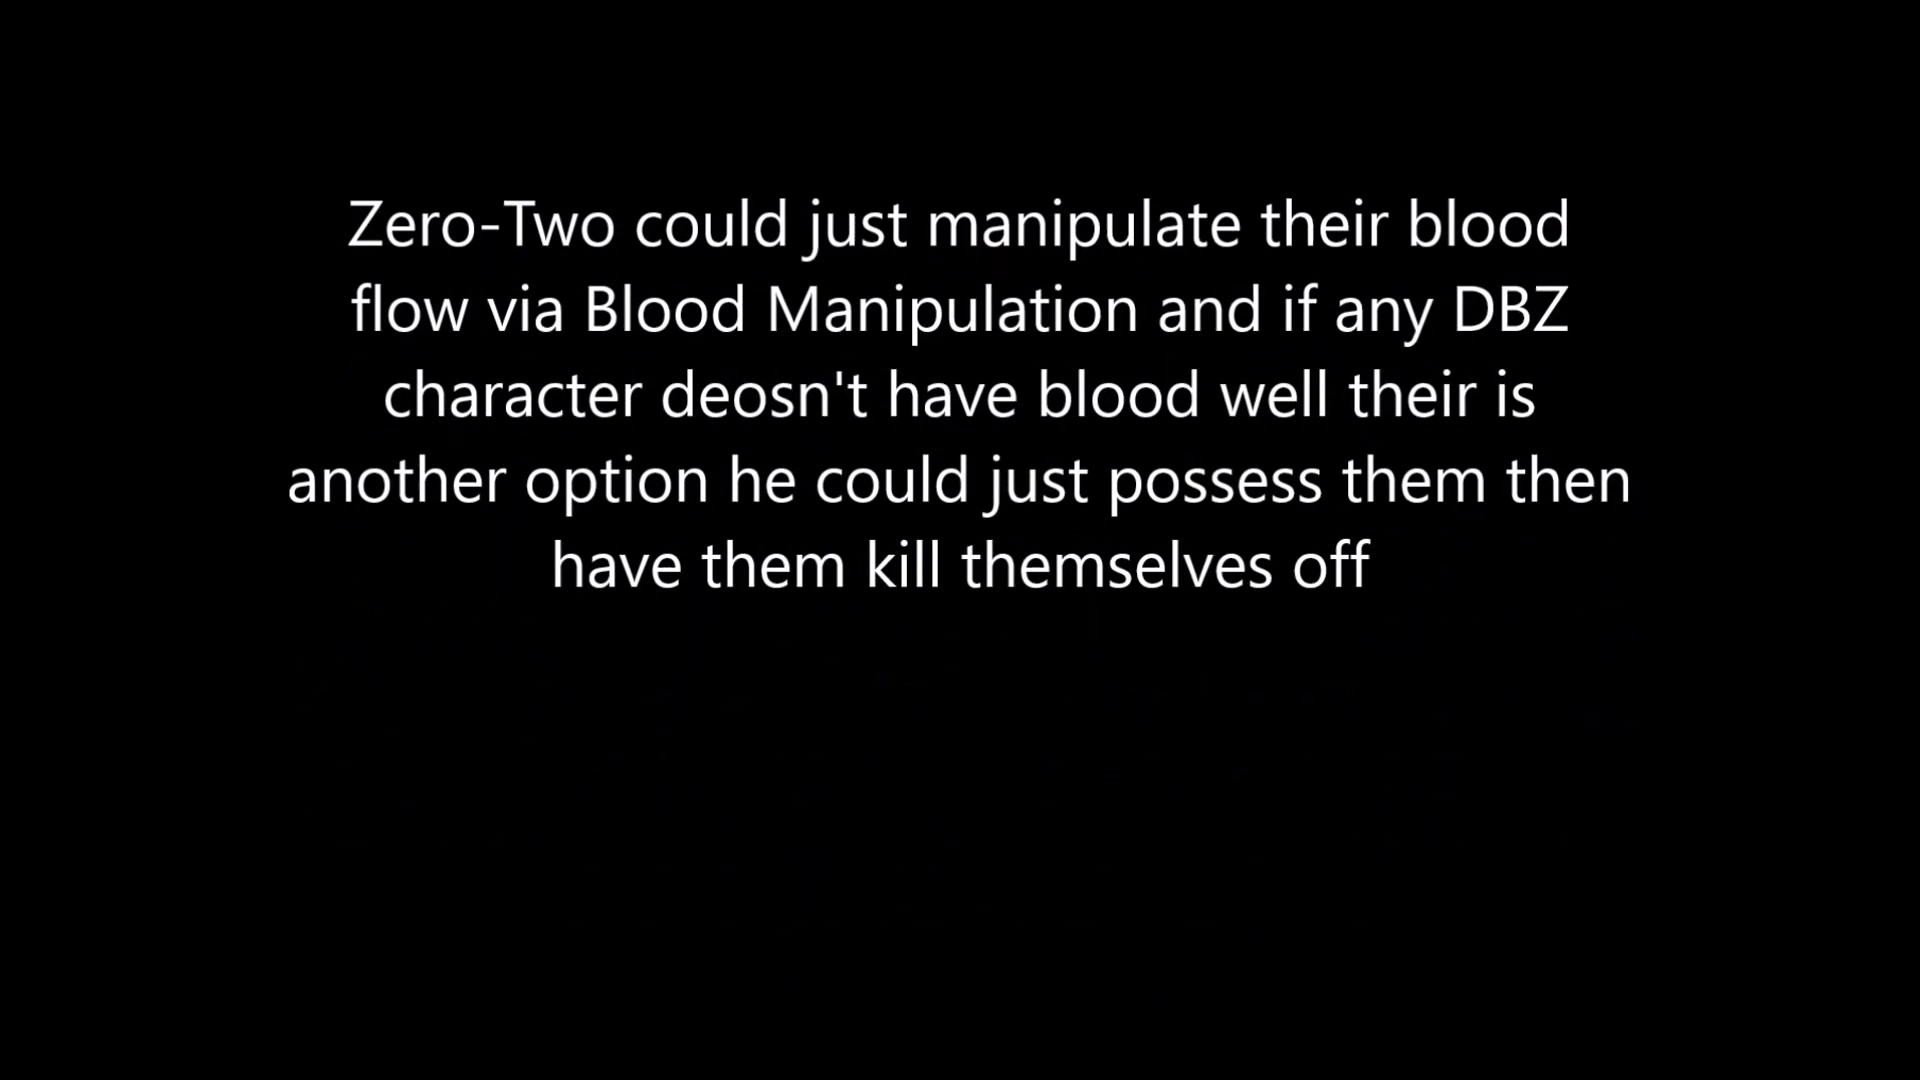 Zero-Two could just manipulate their blood
flow via Blood Manipulation and if any DBZ
character deosn't have blood well their is
another option he could just possess them then
have them kill themselves off